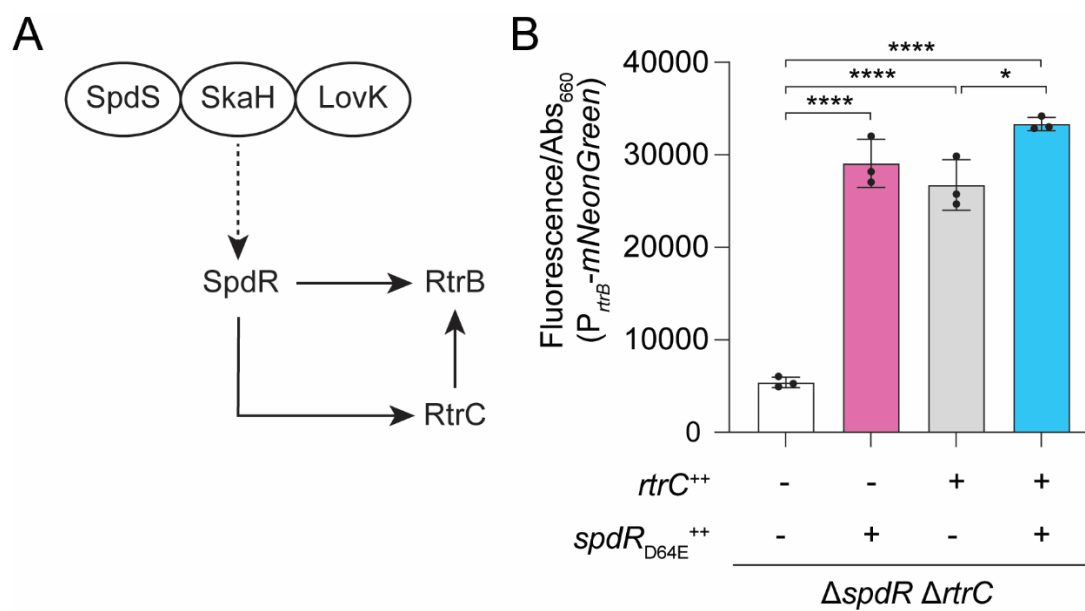 A
SpdS SkaH LovK
SpdR RtrB
RtrC
B
Fluorescence/Abs660
(PrtrB-mNeonGreen)
40000
30000
20000
10000
0
****
**** *
****
rtrC++ - - + +
spdRD64E++ - + - +
ΔspdR ΔrtrC